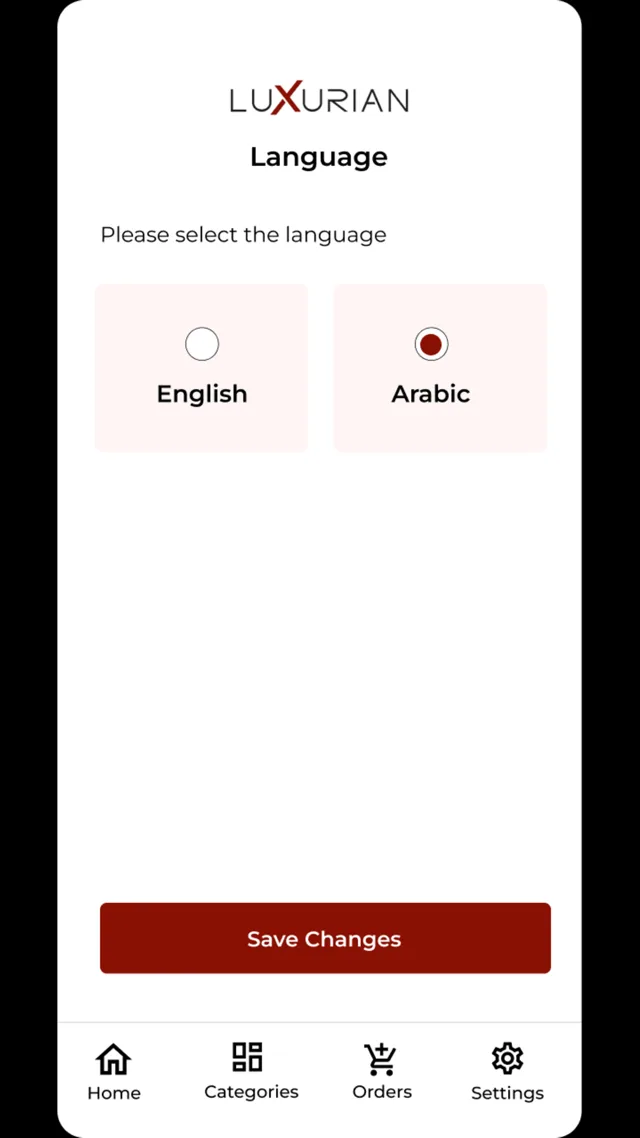 LUXURIAN
Language
Please select the language
English
Arabic
Save Changes
Home
Categories
Orders
Settings